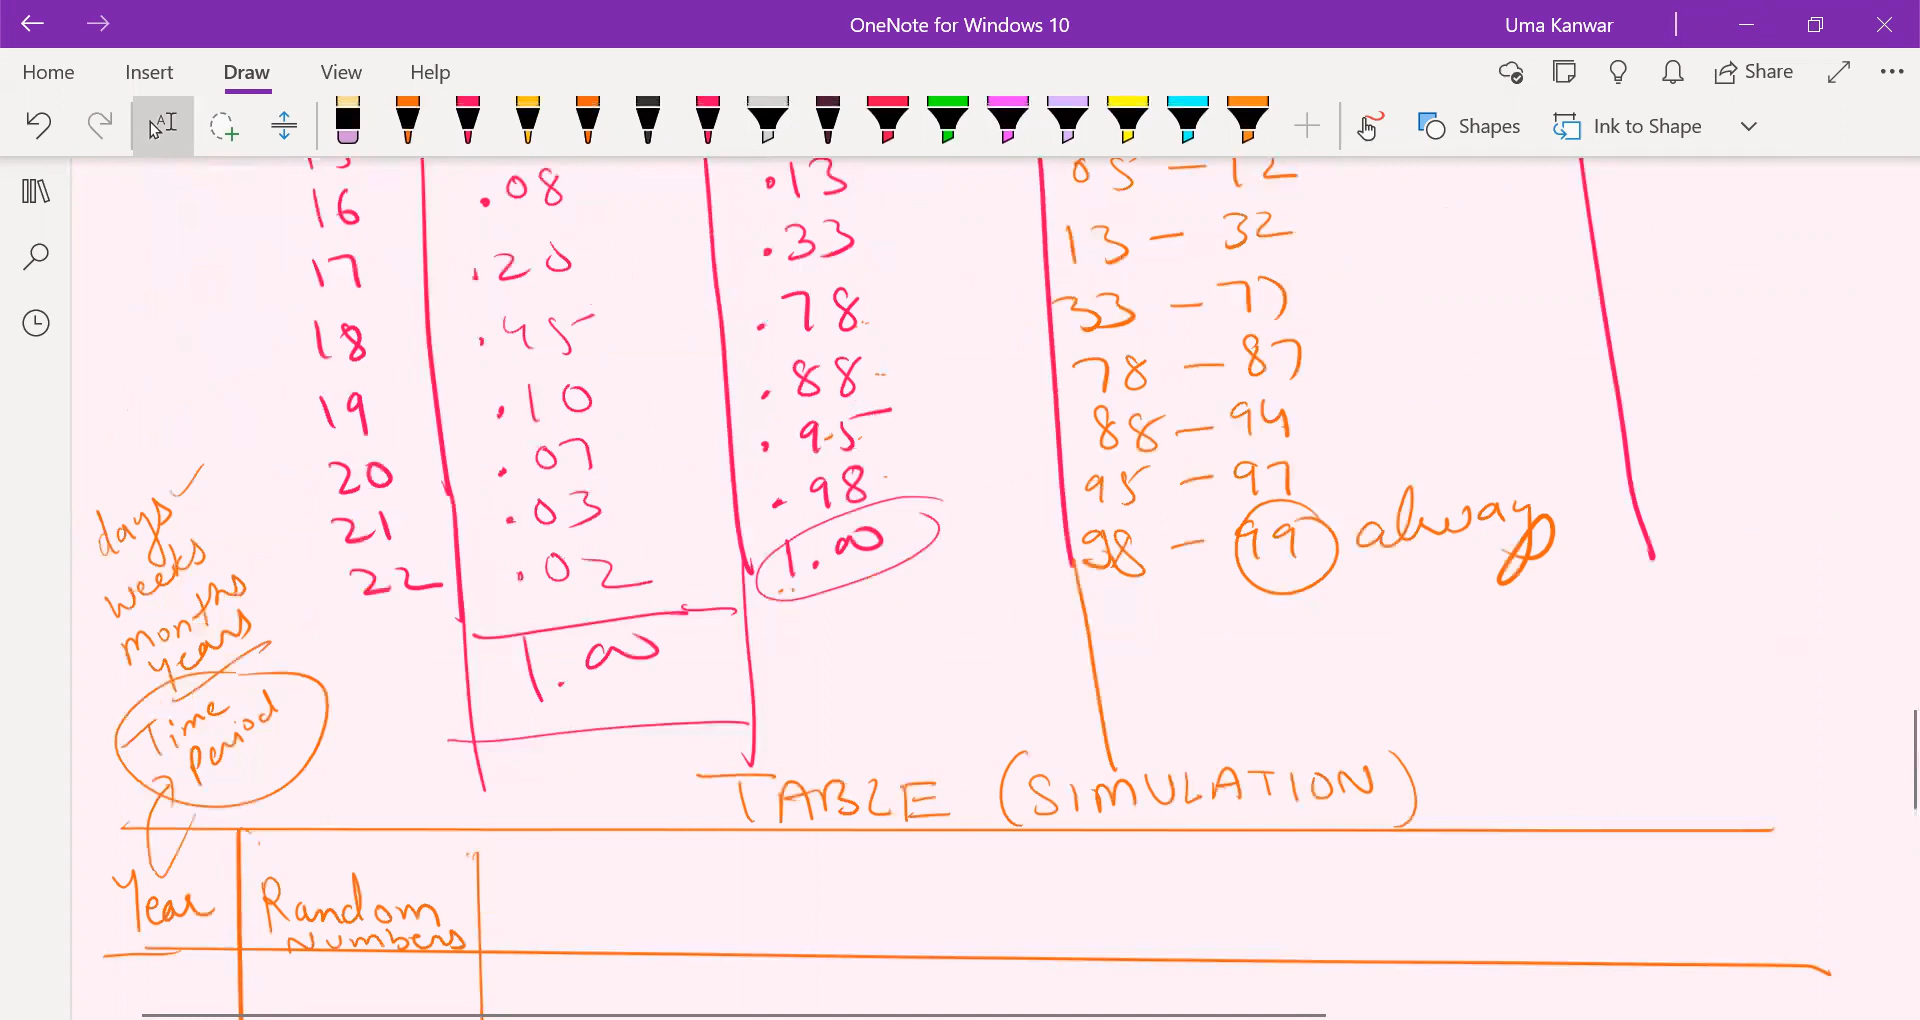 OneNote for Windows 10
Uma Kanwar
Home Insert Draw View Help
Share
Shapes Ink to Shape
16 .08 .13 05 - 12
17 .20 .33 13 - 32
18 .45 .78 33 - 77
19 .10 .88 78 - 87
20 .07 .95 88 - 94
21 .03 .98 95 - 97
22 .02 1.00 98 - 99 always
1.00
days
weeks
months
years
Time
Period
TABLE (SIMULATION)
Year Random
Numbers